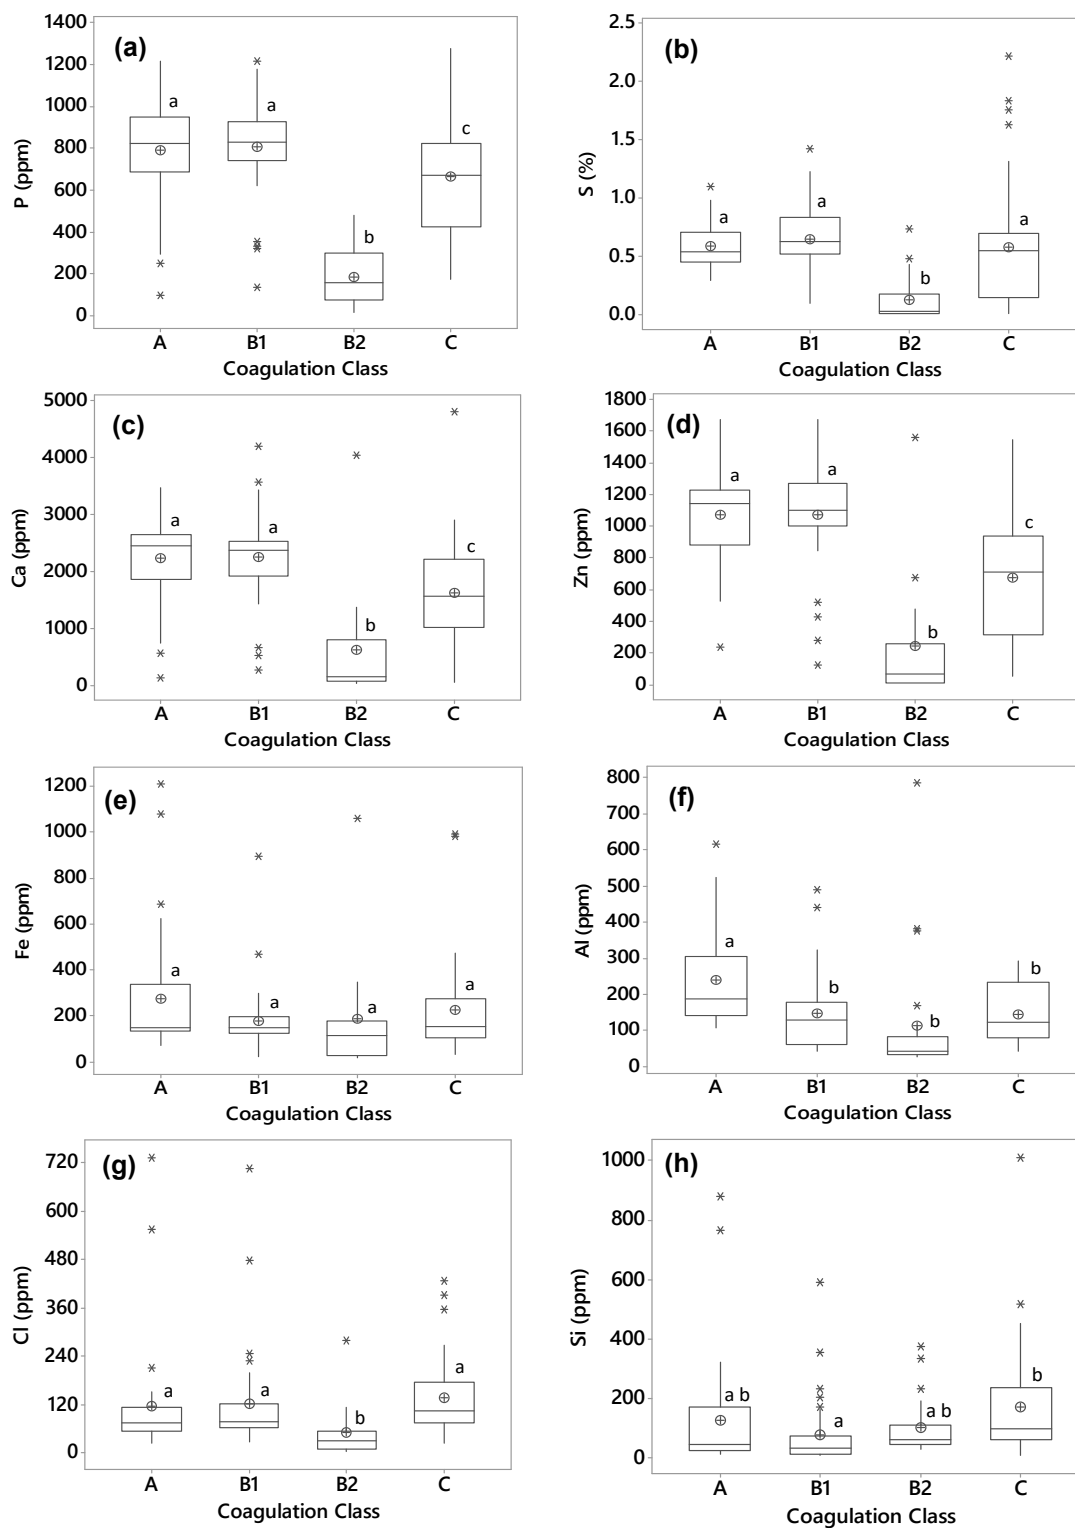 (a)
P (ppm)
1400
1200
1000
800
600
400
200
0
a
a
b
c
A B1 B2 C
Coagulation Class
(b)
S (%)
2.5
2.0
1.5
1.0
0.5
0.0
a
a
b
a
A B1 B2 C
Coagulation Class
(c)
Ca (ppm)
5000
4000
3000
2000
1000
0
a
a
b
c
A B1 B2 C
Coagulation Class
(d)
Zn (ppm)
1800
1600
1400
1200
1000
800
600
400
200
0
a
a
b
c
A B1 B2 C
Coagulation Class
(e)
Fe (ppm)
1200
1000
800
600
400
200
0
a
a
a
a
A B1 B2 C
Coagulation Class
(f)
Al (ppm)
800
700
600
500
400
300
200
100
0
a
b
b
b
A B1 B2 C
Coagulation Class
(g)
Cl (ppm)
720
600
480
360
240
120
0
a
a
b
a
A B1 B2 C
Coagulation Class
(h)
Si (ppm)
1000
800
600
400
200
0
a b
a
a b
b
A B1 B2 C
Coagulation Class